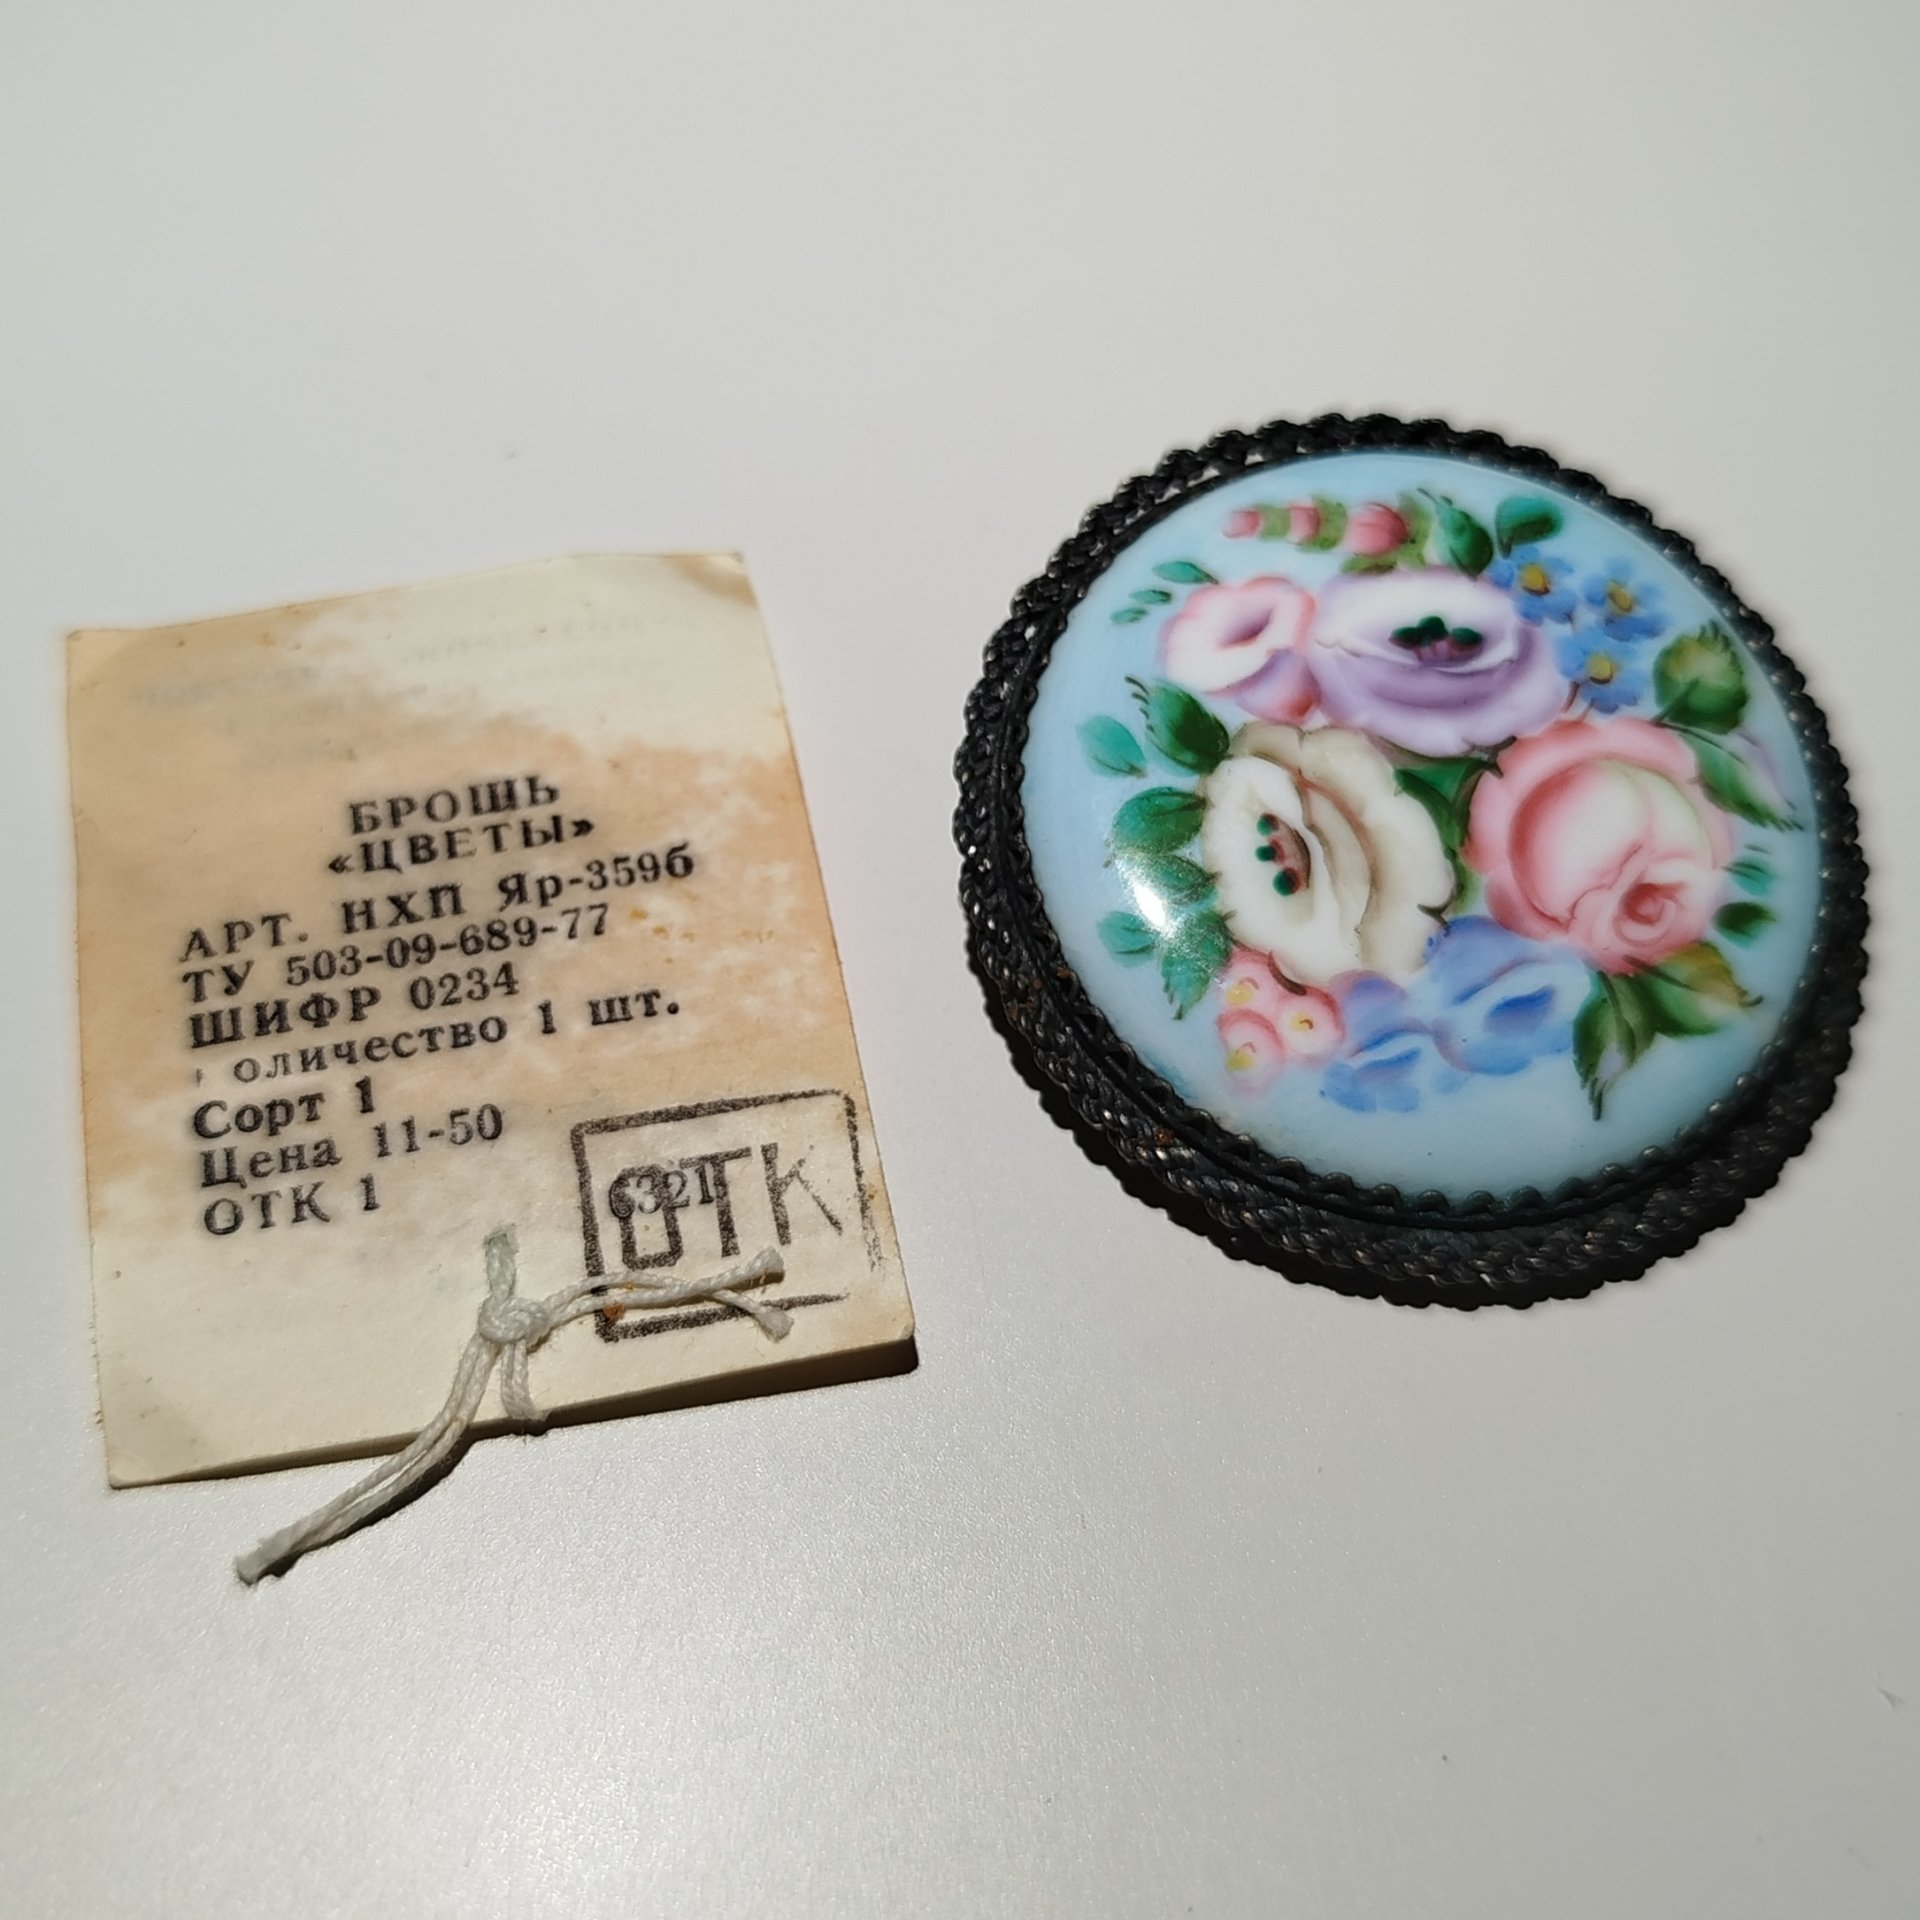 БРОШЬ
«ЦВЕТЫ»
АРТ. НХП Яр-359б
ТУ 503-09-689-77
ШИФР 0234
оличество 1 шт.
Сорт 1
Цена 11-50
ОТК 1
6321
ОТК